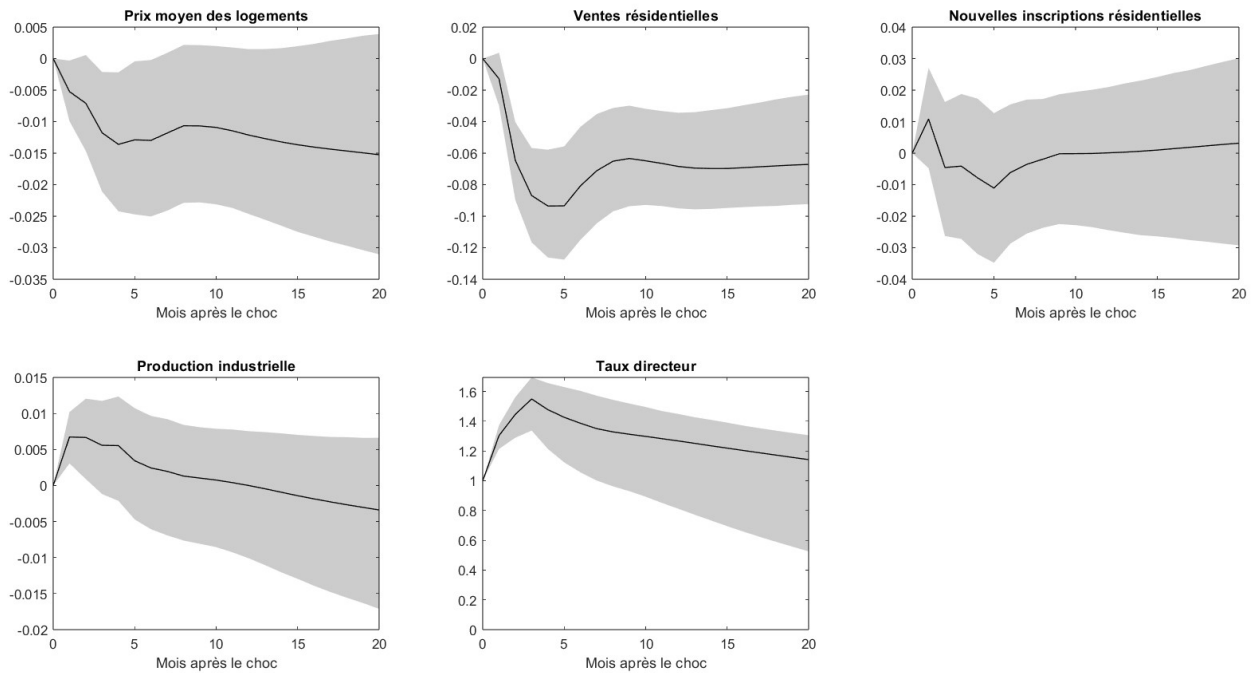 Prix moyen des logements
0.005
0
-0.005
-0.01
-0.015
-0.02
-0.025
-0.03
-0.035
0 5 10 15 20
Mois après le choc
Ventes résidentielles
0.02
0
-0.02
-0.04
-0.06
-0.08
-0.1
-0.12
-0.14
0 5 10 15 20
Mois après le choc
Nouvelles inscriptions résidentielles
0.04
0.03
0.02
0.01
0
-0.01
-0.02
-0.03
-0.04
0 5 10 15 20
Mois après le choc
Production industrielle
0.015
0.01
0.005
0
-0.005
-0.01
-0.015
-0.02
0 5 10 15 20
Mois après le choc
Taux directeur
1.6
1.4
1.2
1
0.8
0.6
0.4
0.2
0
0 5 10 15 20
Mois après le choc